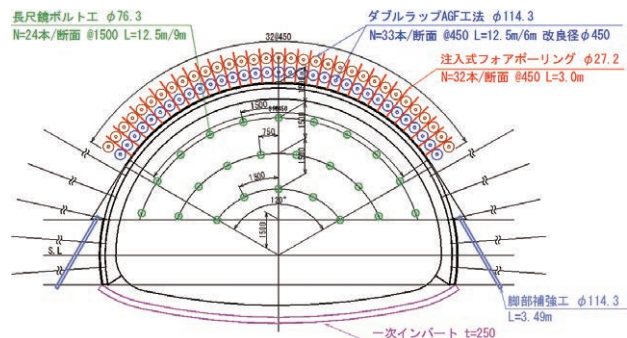 長尺鏡ボルト工 φ76.3
N=24本/断面 @1500 L=12.5m/9m
ダブルラップAGF工法 φ114.3
N=33本/断面 @450 L=12.5m/6m 改良径φ450
32@450
注入式フォアポーリング φ27.2
N=32本/断面 @450 L=3.0m
1500
1500
750
1500
1500
120°
1500
S.L
脚部補強工 φ114.3
L=3.49m
一次インバート t=250